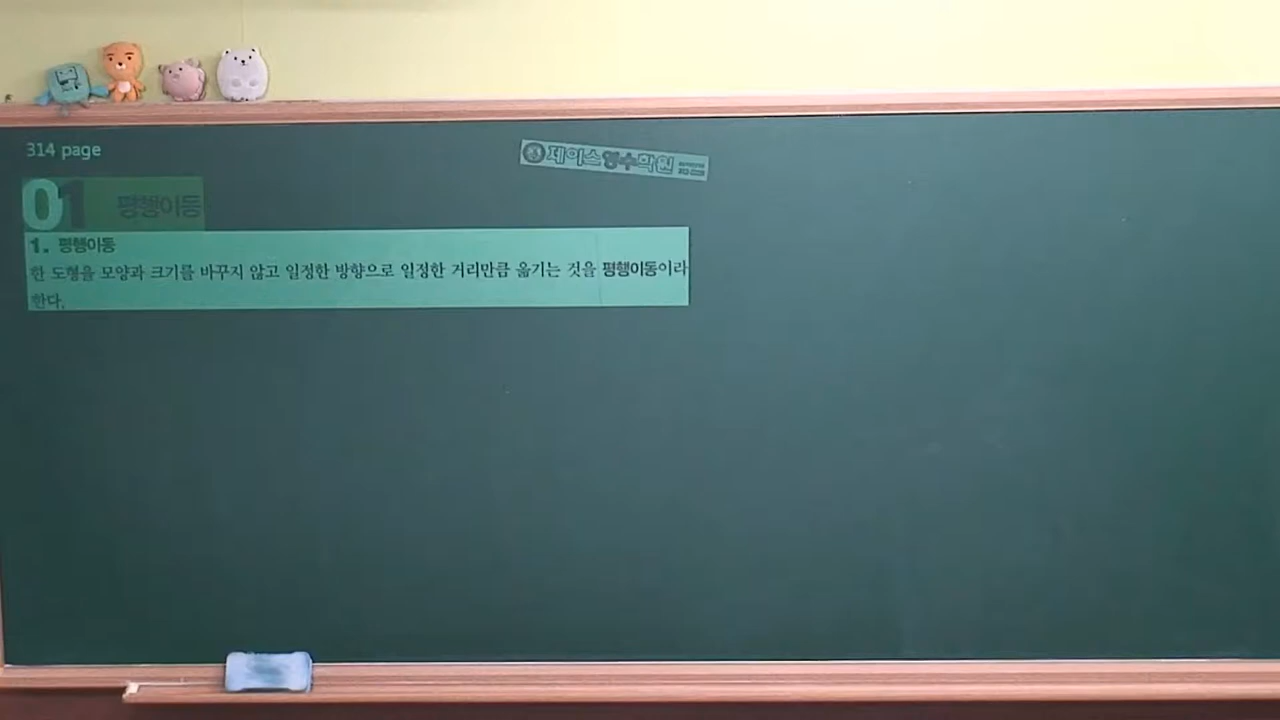 314 page
제이스영수학원
01 평행이동
1. 평행이동
한 도형을 모양과 크기를 바꾸지 않고 일정한 방향으로 일정한 거리만큼 옮기는 것을 평행이동이라
한다.